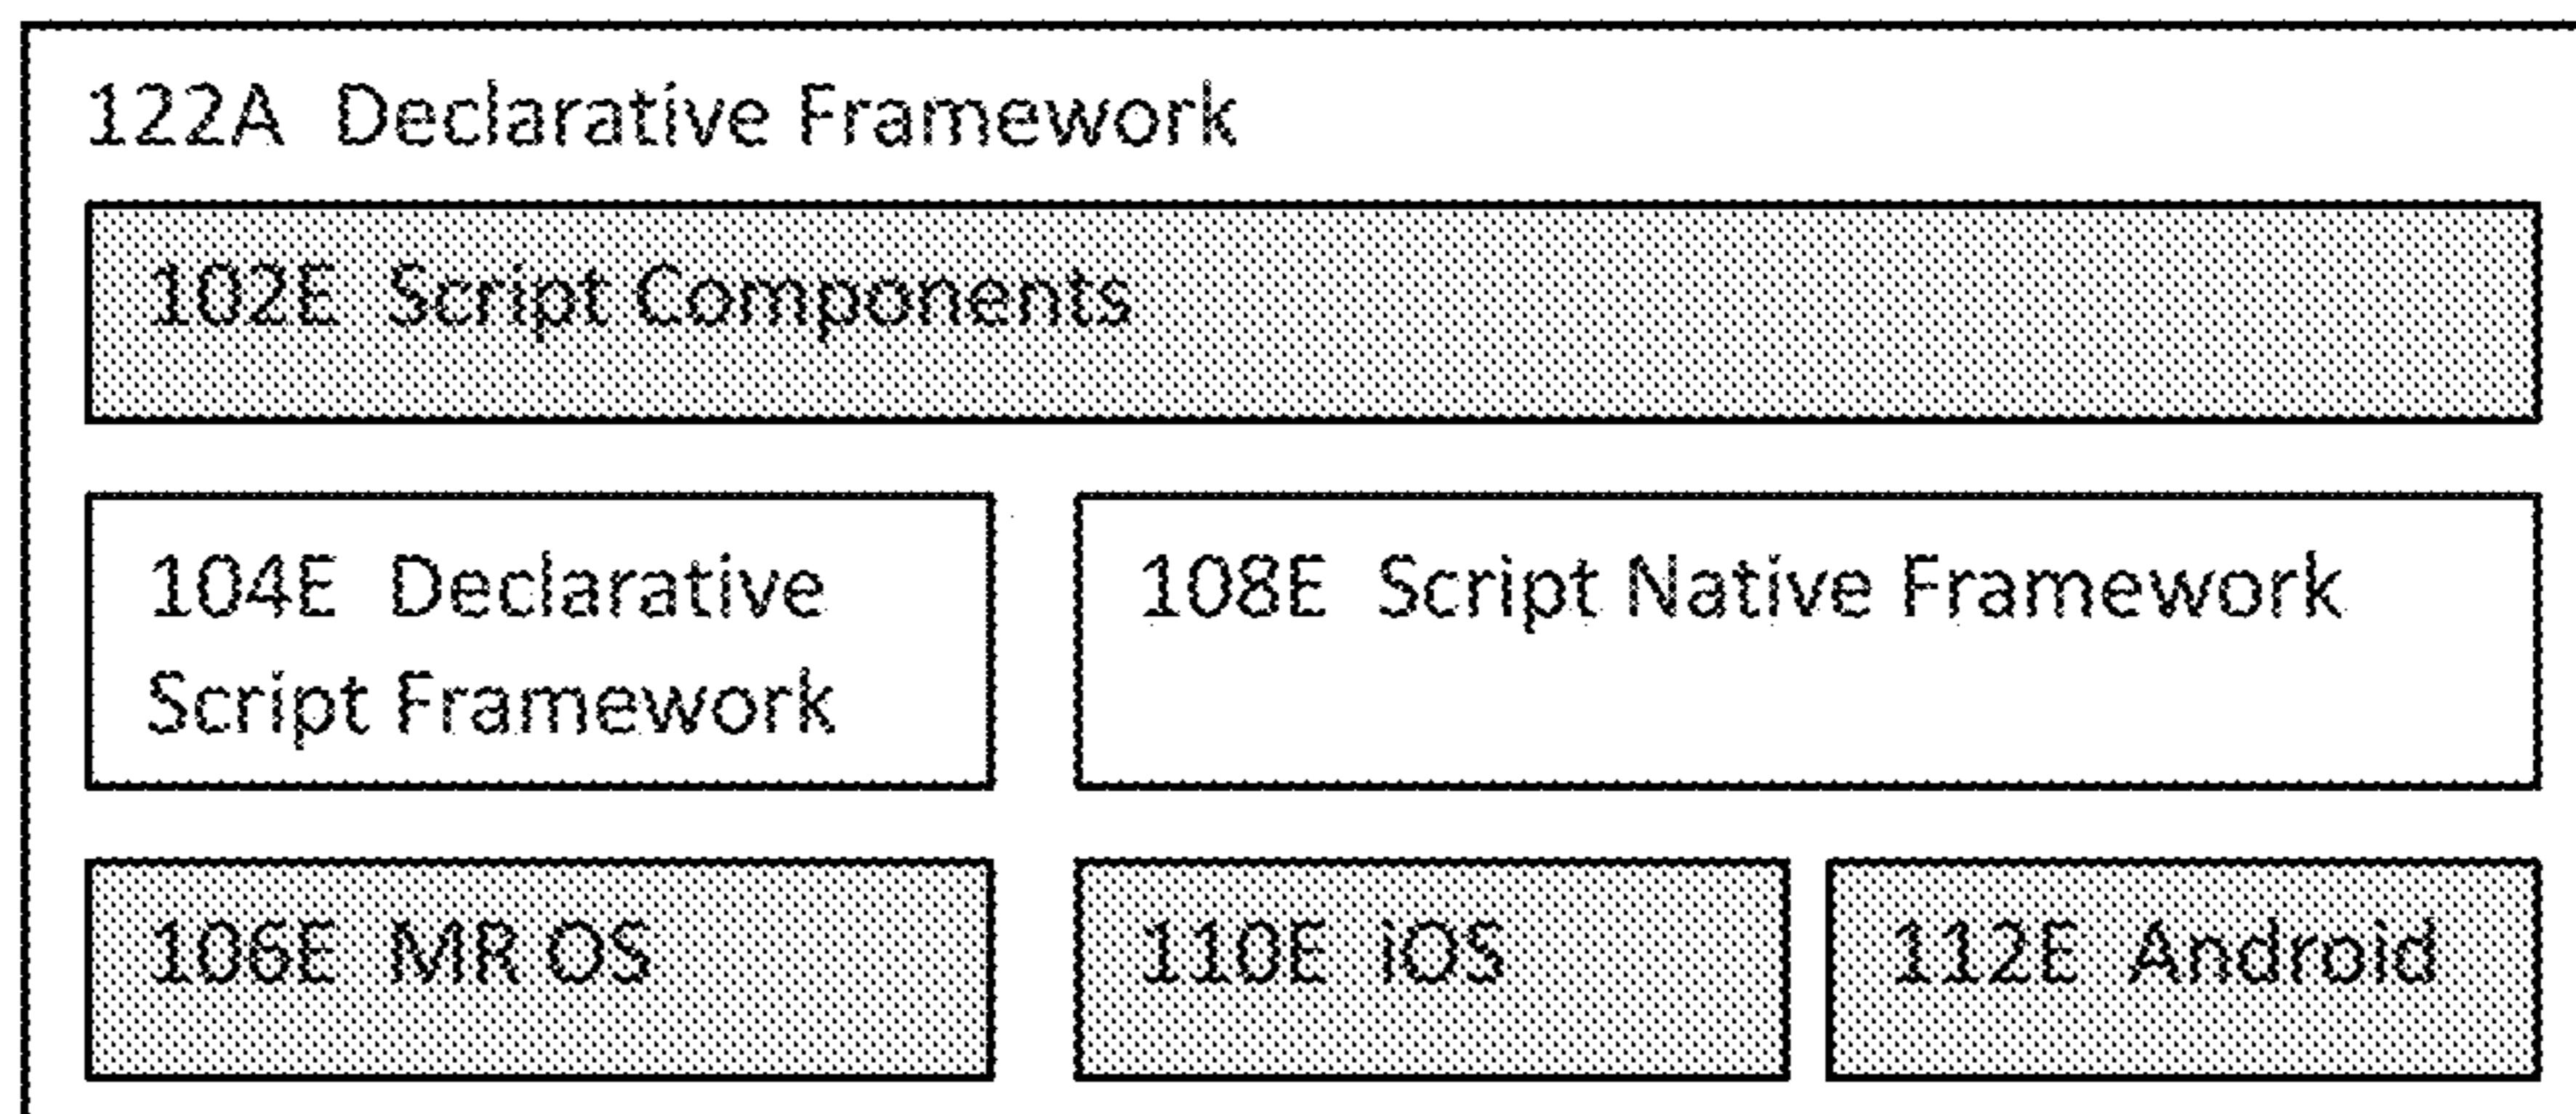 122A Declarative Framework
102E Script Components
104E Declarative
Script Framework
108E Script Native Framework
106E MR OS
110E iOS
112E Android